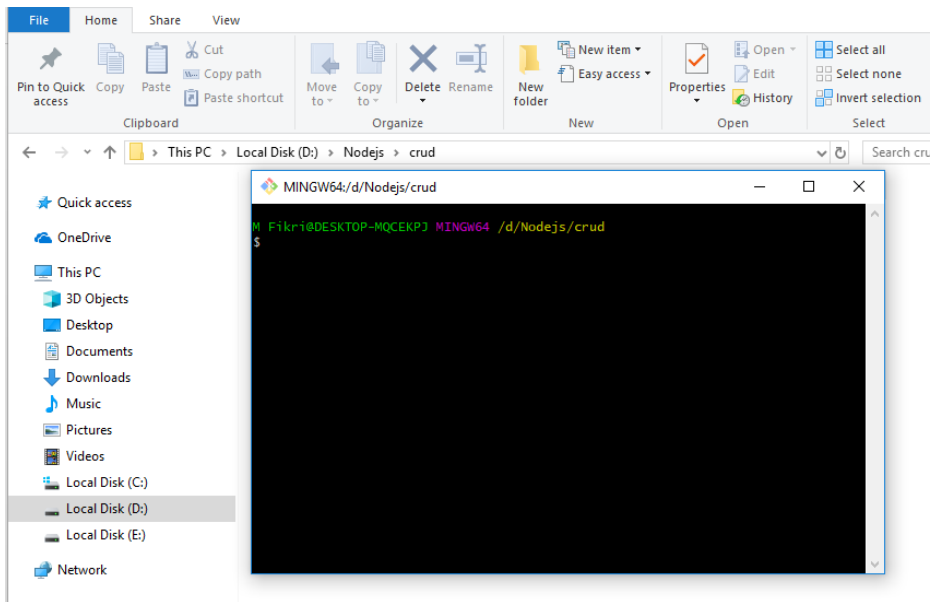 File Home Share View
Pin to Quick access
Copy
Paste
Cut
Copy path
Paste shortcut
Clipboard
Move to
Copy to
Delete
Rename
Organize
New folder
New item
Easy access
New
Properties
Open
Edit
History
Open
Select all
Select none
Invert selection
Select
This PC > Local Disk (D:) > Nodejs > crud
Search cru
Quick access
OneDrive
This PC
3D Objects
Desktop
Documents
Downloads
Music
Pictures
Videos
Local Disk (C:)
Local Disk (D:)
Local Disk (E:)
Network
MINGW64:/d/Nodejs/crud
M Fikri@DESKTOP-MQCEKPJ MINGW64 /d/Nodejs/crud
$